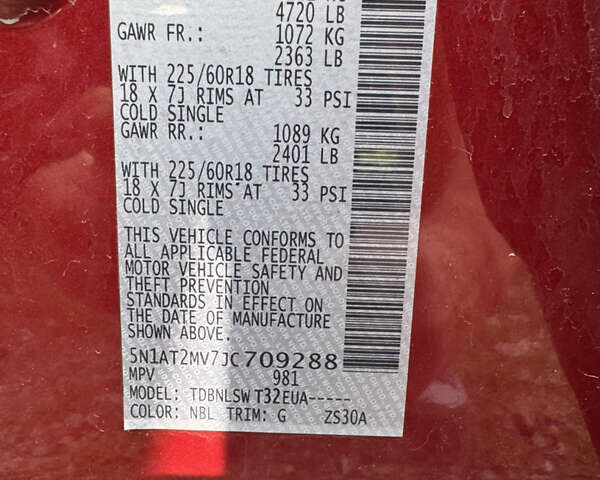 4720 LB
GAWR FR.: 1072 KG
2363 LB
WITH 225/60R18 TIRES
18 X 7J RIMS AT 33 PSI
COLD SINGLE
GAWR RR.: 1089 KG
2401 LB
WITH 225/60R18 TIRES
18 X 7J RIMS AT 33 PSI
COLD SINGLE
THIS VEHICLE CONFORMS TO
ALL APPLICABLE FEDERAL
MOTOR VEHICLE SAFETY AND
THEFT PREVENTION
STANDARDS IN EFFECT ON
THE DATE OF MANUFACTURE
SHOWN ABOVE.
5N1AT2MV7JC709288
MPV 981
MODEL: TDBNLSW T32EUA-----
COLOR: NBL TRIM: G ZS30A